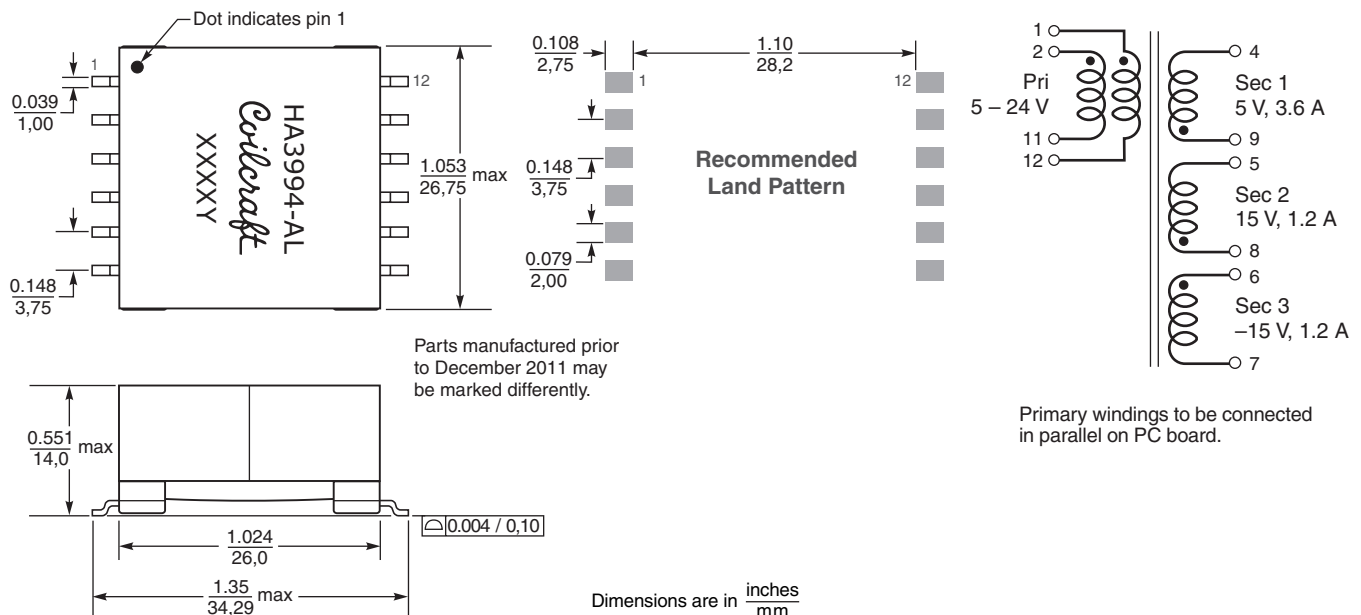 Dot indicates pin 1
1
12
0.039
1,00
0.148
3,75
HA3994-AL
Coilcraft
XXXXY
1.053
26,75
max
0.108
2,75
1.10
28,2
1
12
0.148
3,75
0.079
2,00
Recommended
Land Pattern
Parts manufactured prior
to December 2011 may
be marked differently.
1
2
Pri
5 – 24 V
11
12
4
Sec 1
5 V, 3.6 A
9
5
Sec 2
15 V, 1.2 A
8
6
Sec 3
–15 V, 1.2 A
7
Primary windings to be connected
in parallel on PC board.
0.551
14,0
max
0.004 / 0,10
1.024
26,0
1.35
34,29
max
Dimensions are in inches
mm